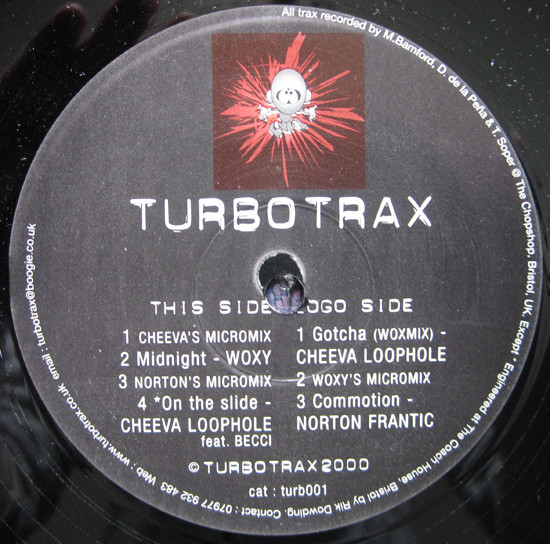 All trax recorded by M.Bamford, D. de la Peña & T. Soper @ The Chopshop, Bristol, UK. Except * Engineered at The Coach House, Bristol by Rik Dowding. Contact : 07977 932 483 Web : www.turbotrax.co.uk email : turbotrax@boogie.co.uk
TURBOTRAX
THIS SIDE LOGO SIDE
1 CHEEVA'S MICROMIX
2 Midnight - WOXY
3 NORTON'S MICROMIX
4 *On the slide -
CHEEVA LOOPHOLE
feat. BECCI
1 Gotcha (WOXMIX) -
CHEEVA LOOPHOLE
2 WOXY'S MICROMIX
3 Commotion -
NORTON FRANTIC
© TURBOTRAX2000
cat : turb001